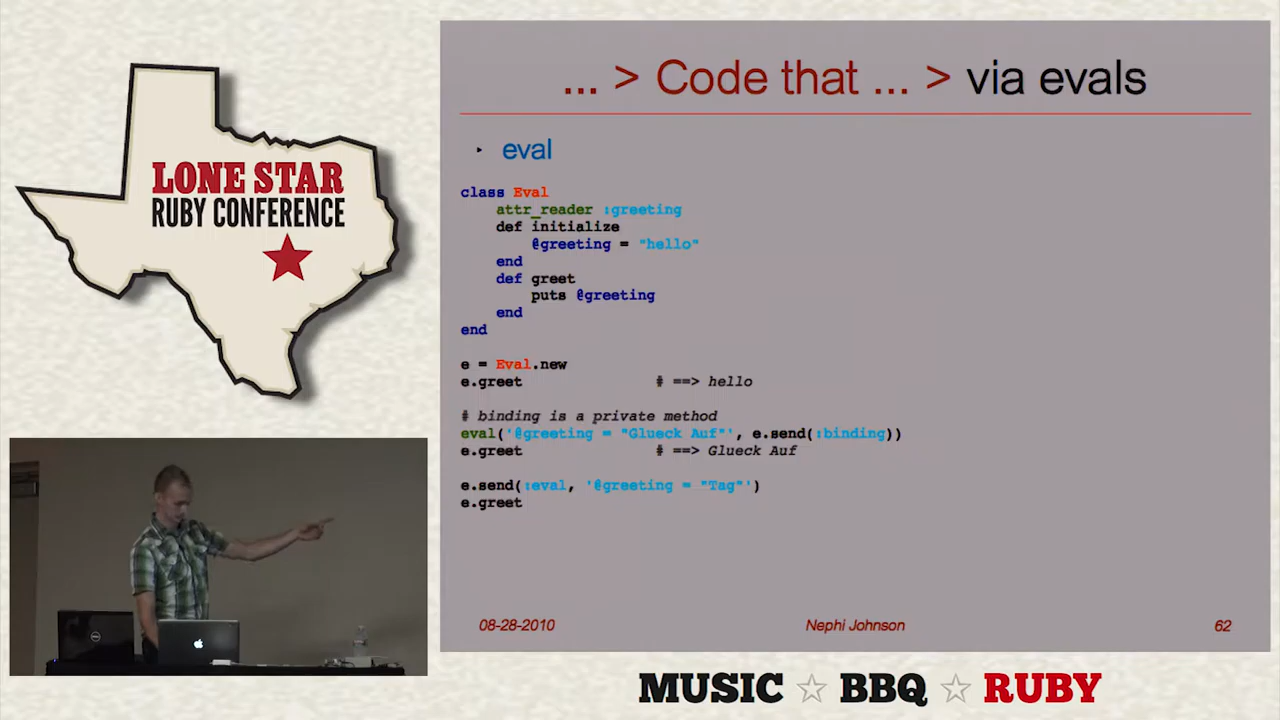 LONE STAR
RUBY CONFERENCE
... > Code that ... > via evals
‣ eval
class Eval
    attr_reader :greeting
    def initialize
        @greeting = "hello"
    end
    def greet
        puts @greeting
    end
end
e = Eval.new
e.greet               # ==> hello
# binding is a private method
eval('@greeting = "Glueck Auf"', e.send(:binding))
e.greet               # ==> Glueck Auf
e.send(:eval, '@greeting = "Tag"')
e.greet
08-28-2010
Nephi Johnson
62
MUSIC ☆ BBQ ☆ RUBY